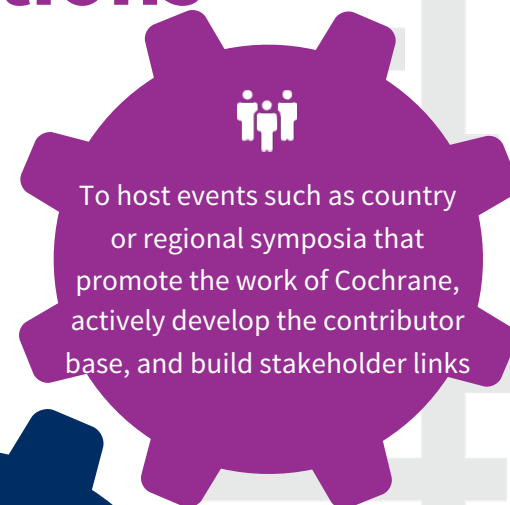 To host events such as country
or regional symposia that
promote the work of Cochrane,
actively develop the contributor
base, and build stakeholder links